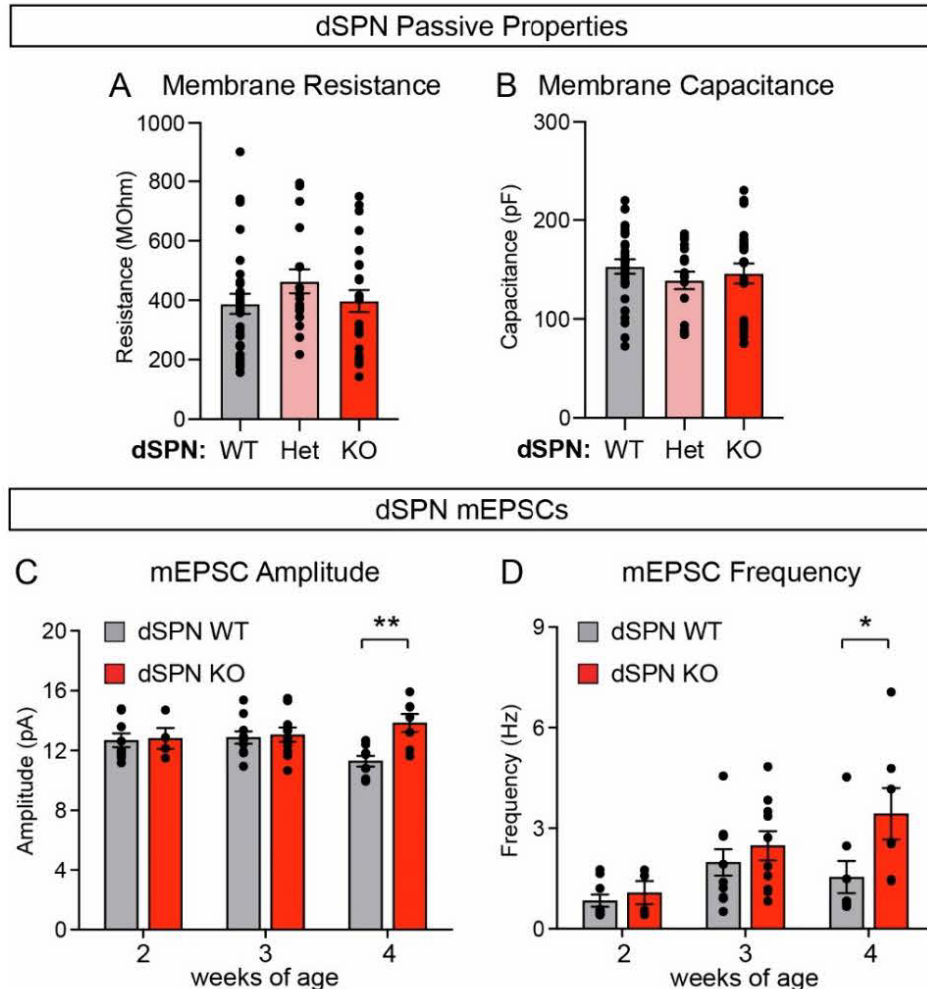 dSPN Passive Properties
A Membrane Resistance
Resistance (MOhm)
1000
800
600
400
200
0
dSPN: WT Het KO
B Membrane Capacitance
Capacitance (pF)
300
200
100
0
WT Het KO
dSPN mEPSCs
C mEPSC Amplitude
Amplitude (pA)
20
16
12
8
4
0
dSPN WT
dSPN KO
**
2 3 4
weeks of age
D mEPSC Frequency
Frequency (Hz)
9
6
3
0
dSPN WT
dSPN KO
*
2 3 4
weeks of age